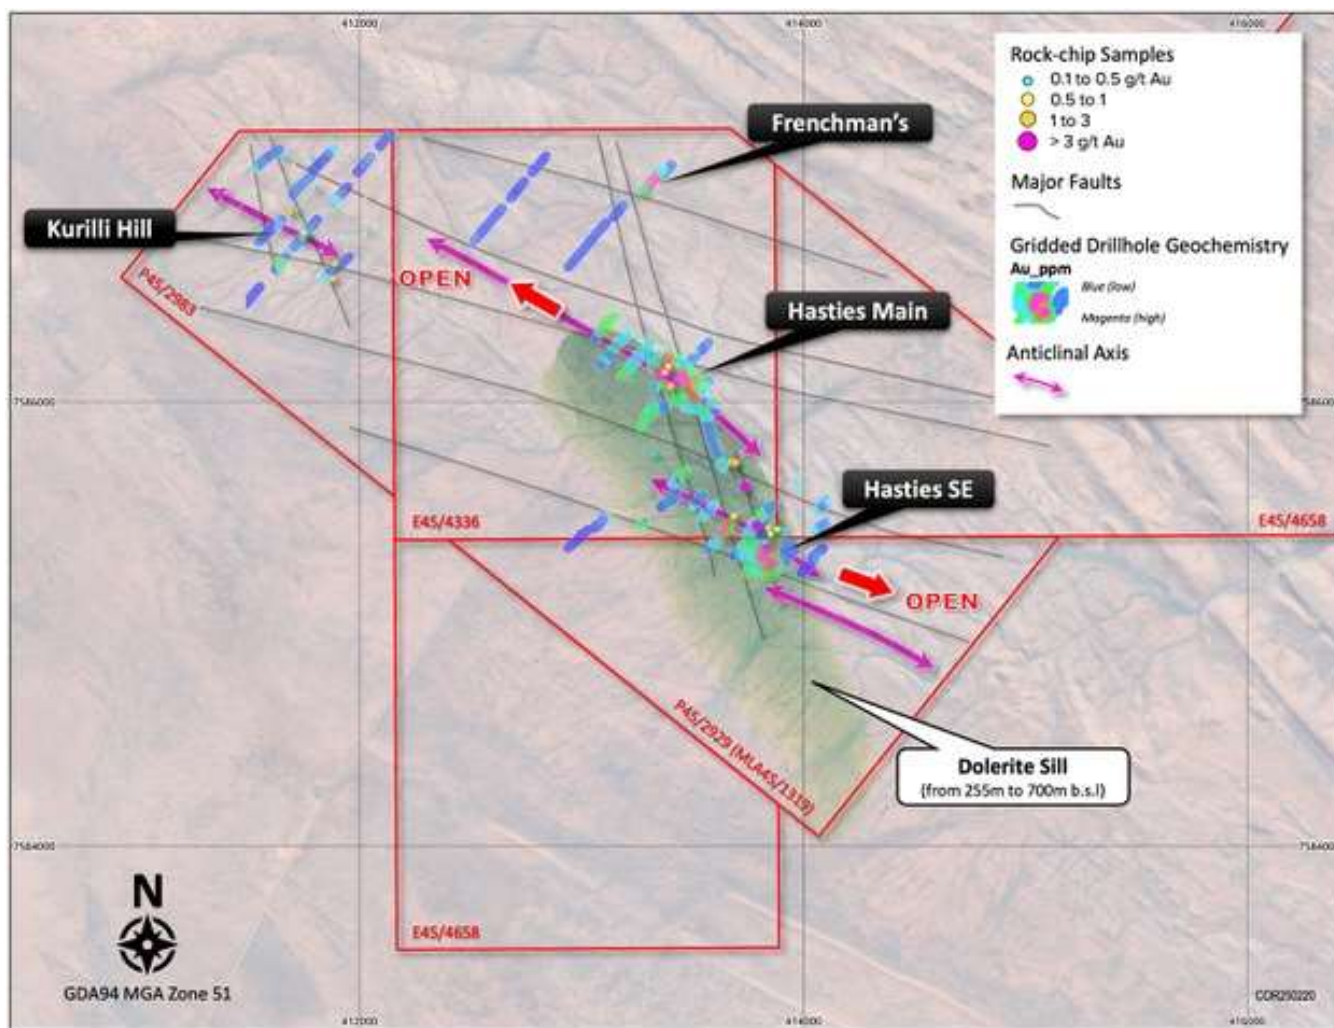 412000
414000
416000
Rock-chip Samples
0.1 to 0.5 g/t Au
0.5 to 1
1 to 3
> 3 g/t Au
Major Faults
Gridded Drillhole Geochemistry
Au_ppm
Blue (low)
Magenta (high)
Anticlinal Axis
Frenchman's
Kurilli Hill
P45/2983
OPEN
Hasties Main
7586000
Hasties SE
E45/4336
E45/4658
OPEN
P45/2929 (MLA45/1319)
Dolerite Sill
(from 255m to 700m b.s.l)
7584000
N
E45/4658
GDA94 MGA Zone 51
COR250220
412000
414000
416000